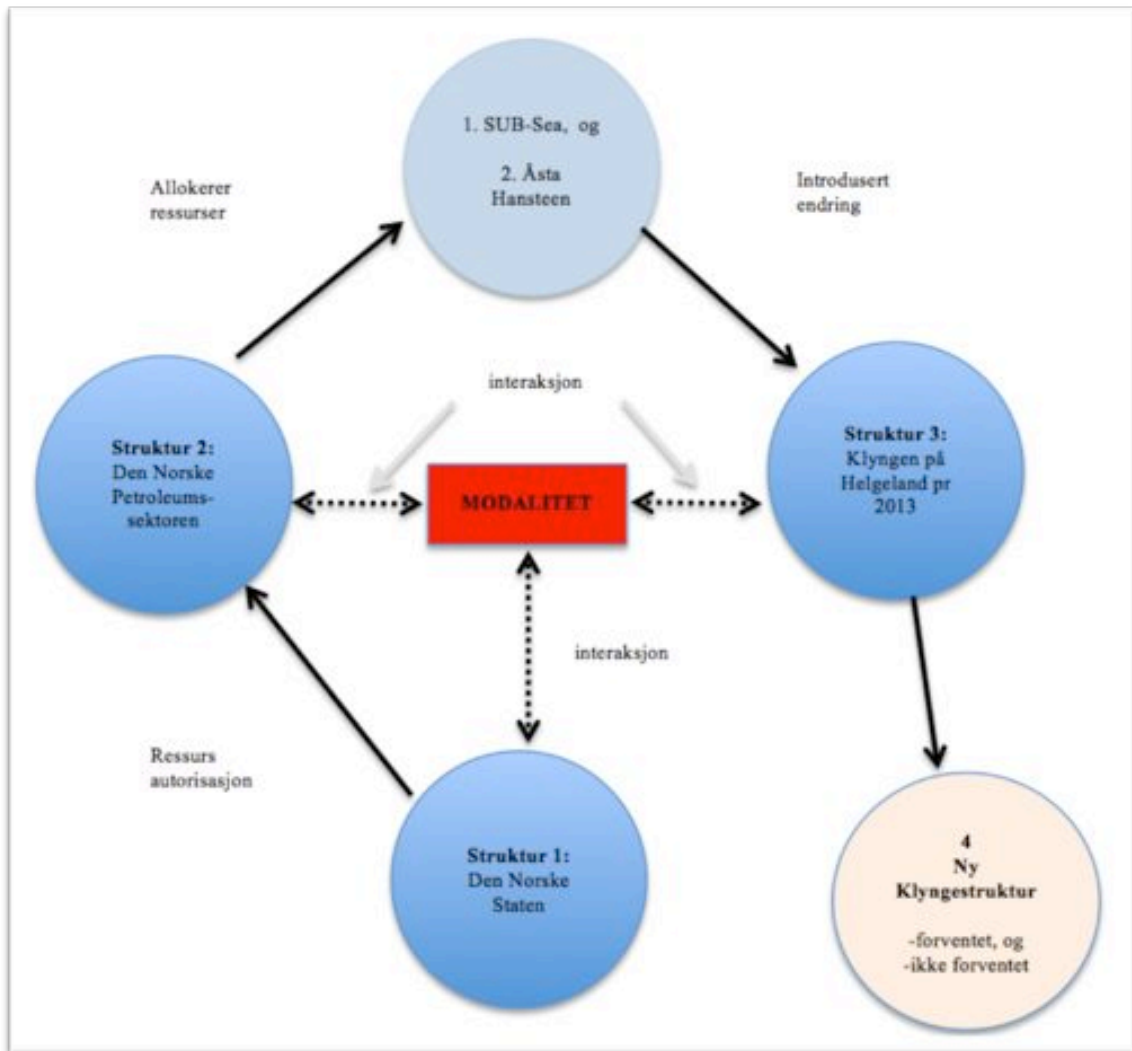 1. SUB-Sea, og
2. Åsta
Hansteen
Allokerer
ressurser
Introdusert
endring
interaksjon
Struktur 2:
Den Norske
Petroleums-
sektoren
MODALITET
Struktur 3:
Klyngen på
Helgeland pr
2013
interaksjon
Ressurs
autorisasjon
Struktur 1:
Den Norske
Staten
4
Ny
Klyngestruktur
-forventet, og
-ikke forventet